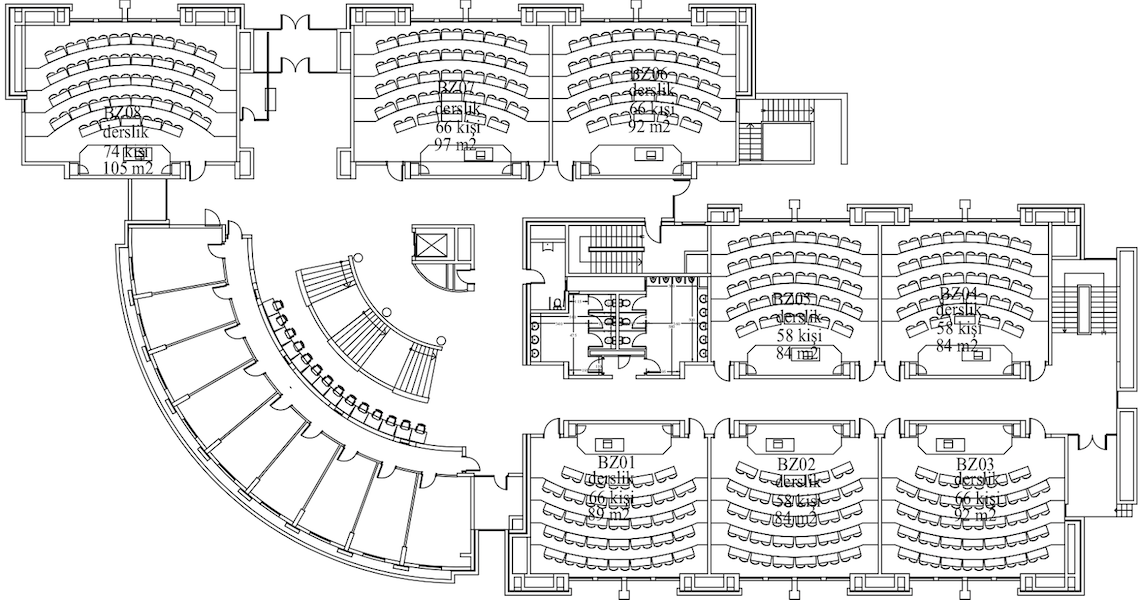 BZ08
derslik
74 kişi
105 m2
BZ07
derslik
66 kişi
97 m2
BZ06
derslik
66 kişi
92 m2
BZ05
derslik
58 kişi
84 m2
BZ04
derslik
58 kişi
84 m2
BZ01
derslik
66 kişi
89 m2
BZ02
derslik
58 kişi
84 m2
BZ03
derslik
66 kişi
92 m2